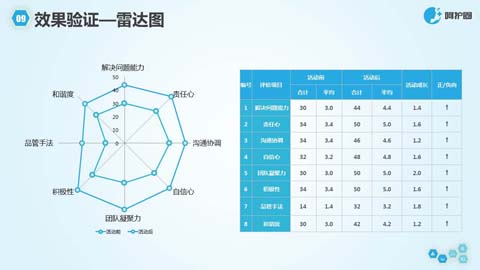 09 效果验证—雷达图
呵护圈
解决问题能力
50
40
30
20
10
0
责任心
沟通协调
自信心
团队凝聚力
积极性
品管手法
和谐度
活动前 活动后
编号 评价项目 活动前 活动后 活动成长 正/负向
合计 平均 合计 平均
1 解决问题能力 30 3.0 44 4.4 1.4 ↑
2 责任心 34 3.4 50 5.0 1.6 ↑
3 沟通协调 34 3.4 46 4.6 1.2 ↑
4 自信心 32 3.2 48 4.8 1.6 ↑
5 团队凝聚力 30 3.0 50 5.0 2.0 ↑
6 积极性 34 3.4 50 5.0 1.6 ↑
7 品管手法 14 1.4 32 3.2 1.8 ↑
8 和谐度 30 3.0 42 4.2 1.2 ↑